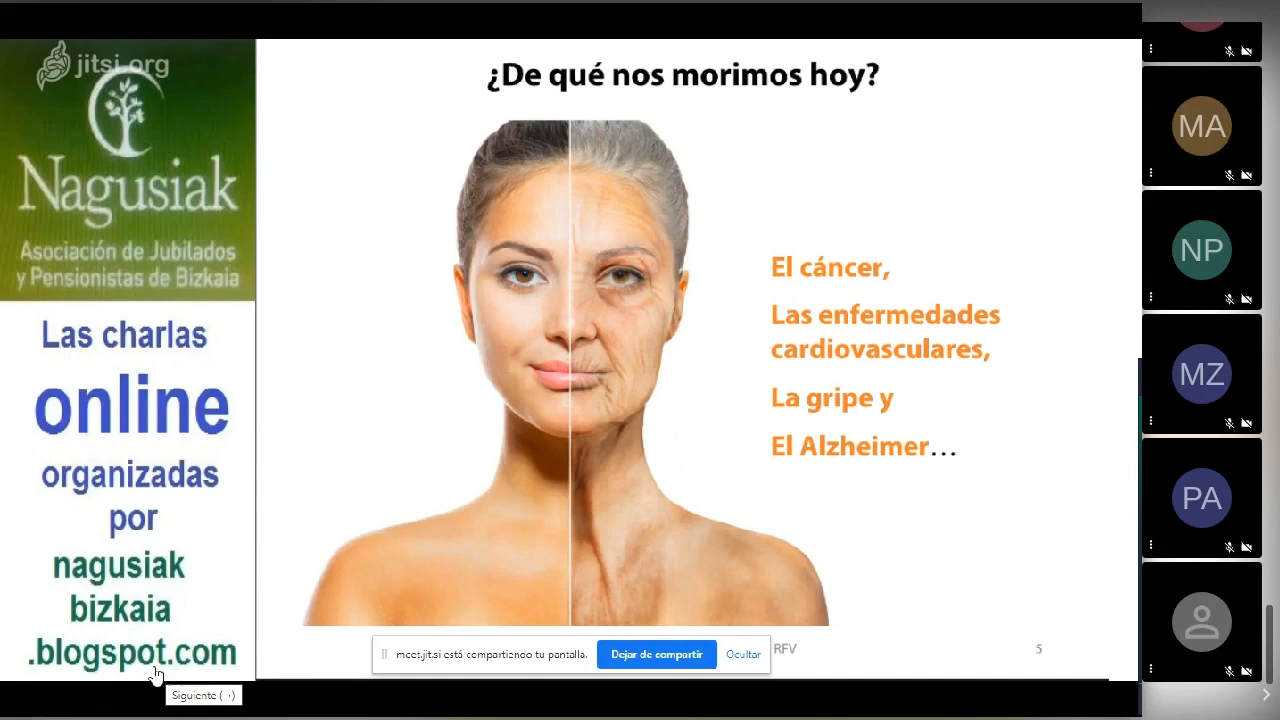 jitsi.org
Nagusiak
Asociación de Jubilados
y Pensionistas de Bizkaia
Las charlas
online
organizadas
por
nagusiak
bizkaia
.blogspot.com
Siguiente
¿De qué nos morimos hoy?
El cáncer,
Las enfermedades
cardiovasculares,
La gripe y
El Alzheimer...
meet.jit.si está compartiendo tu pantalla.
Dejar de compartir
Ocultar
RFV
5
MA
NP
MZ
PA